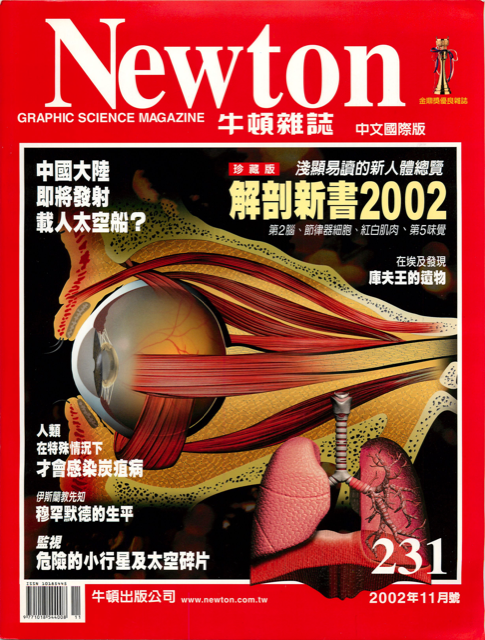 Newton
金鼎獎優良雜誌
GRAPHIC SCIENCE MAGAZINE 牛頓雜誌 中文國際版
中國大陸
即將發射
載人太空船？
珍藏版 淺顯易讀的新人體總覽
解剖新書2002
第2腦、節律器細胞、紅白肌肉、第5味覺
在埃及發現
庫夫王的遺物
人類
在特殊情況下
才會感染炭疽病
伊斯蘭教先知
穆罕默德的生平
監視
危險的小行星及太空碎片
231
2002年11月號
ISSN 10185445
9 771018 544008 11
牛頓出版公司 www.newton.com.tw